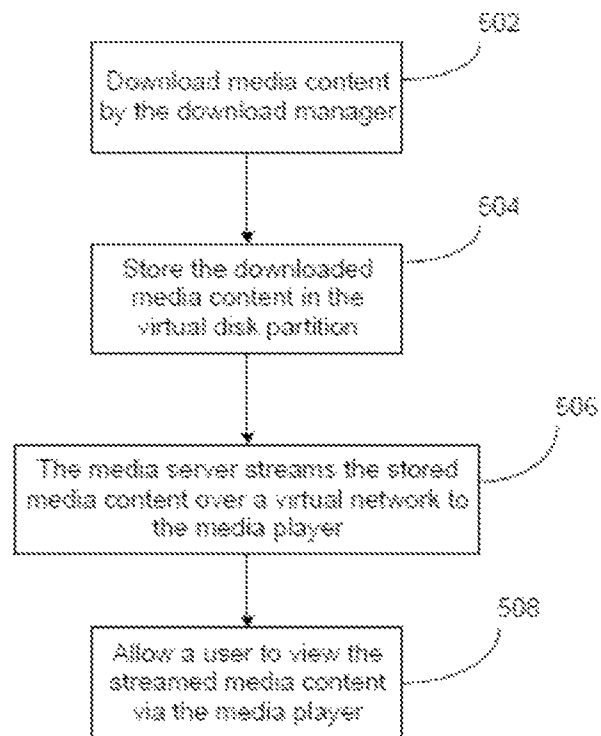 502
Download media content
by the download manager
504
Store the downloaded
media content in the
virtual disk partition
506
The media server streams the stored
media content over a virtual network to
the media player
508
Allow a user to view the
streamed media content
via the media player